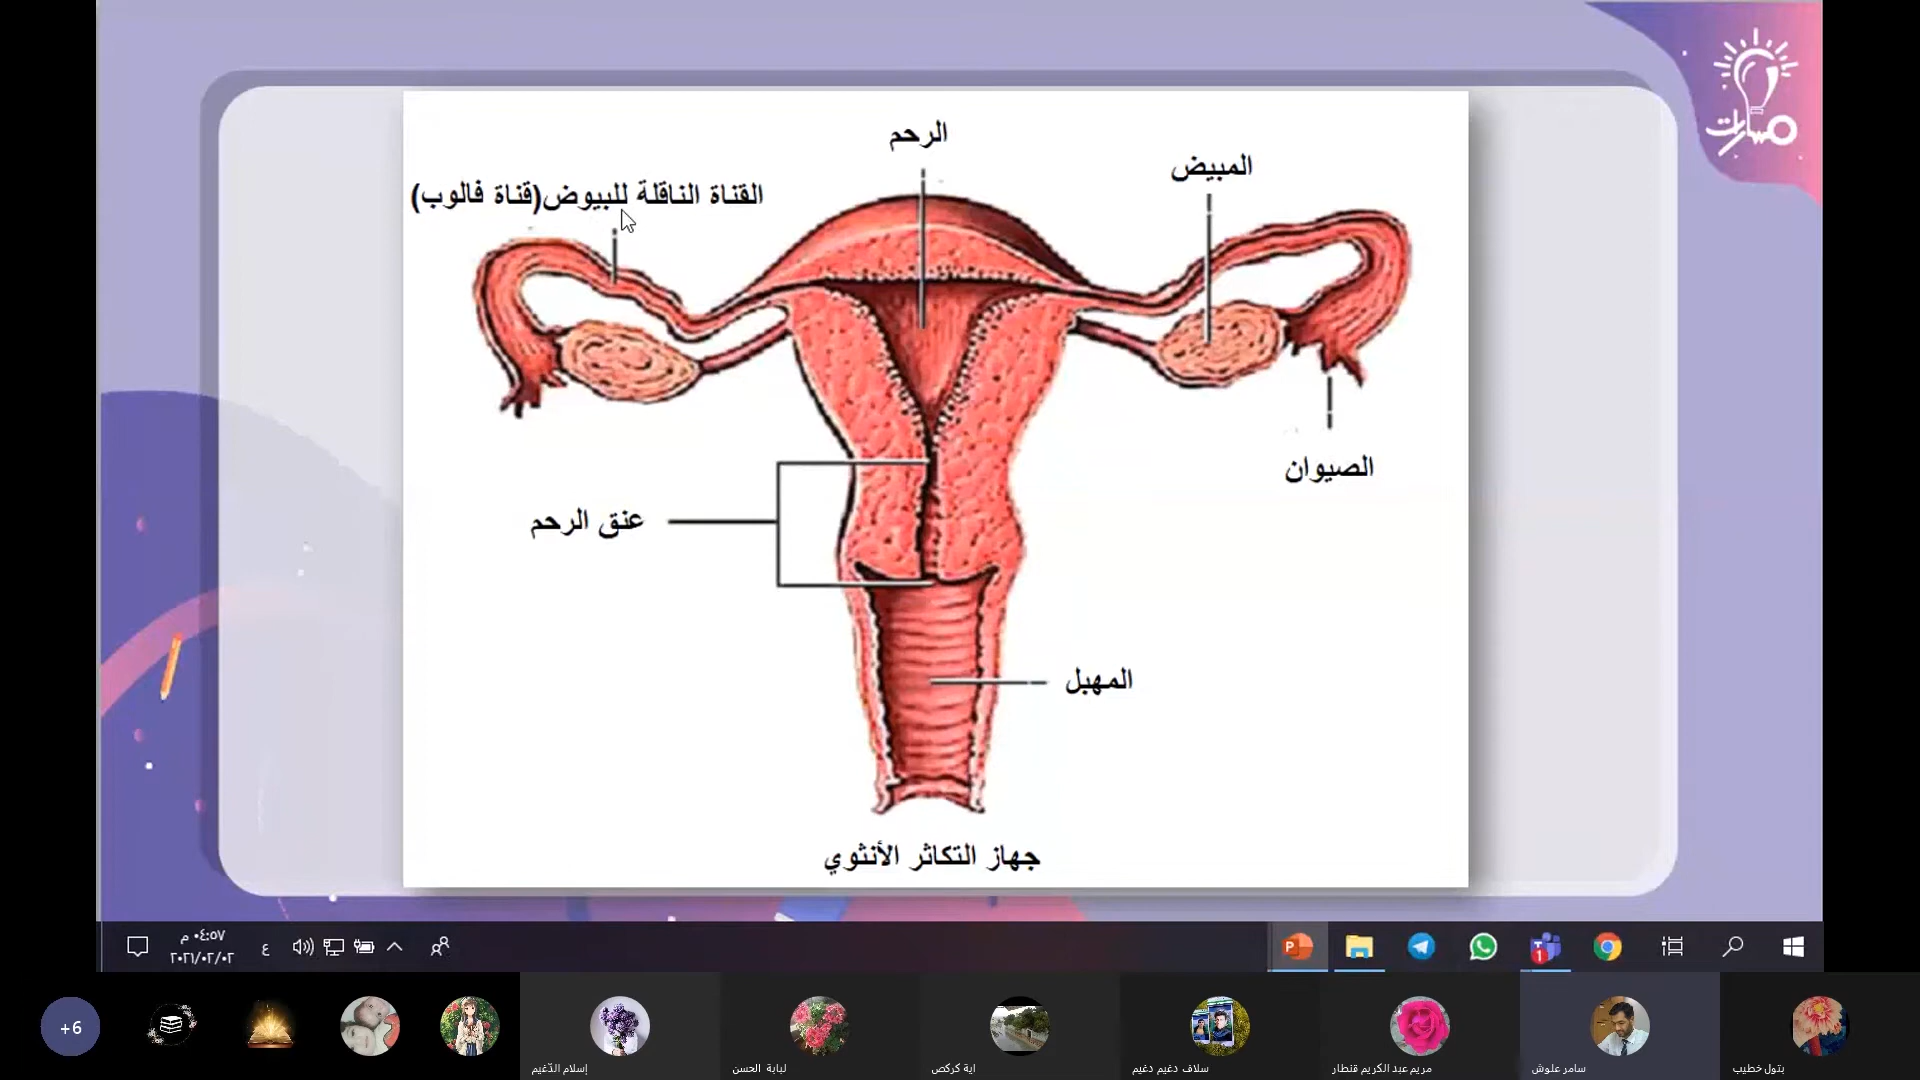 مسارات
الرحم
المبيض
القناة الناقلة للبيوض(قناة فالوب)
الصيوان
عنق الرحم
المهبل
جهاز التكاثر الأنثوي
٠٤:٥٧ م
ع
٢٠٢١/٠٢/٠٢
P
T
1
+6
إسلام الدّغيم
لبابة الحسن
اية كركص
سلاف دغيم دغيم
مريم عبد الكريم قنطار
سامر علوش
بتول خطيب